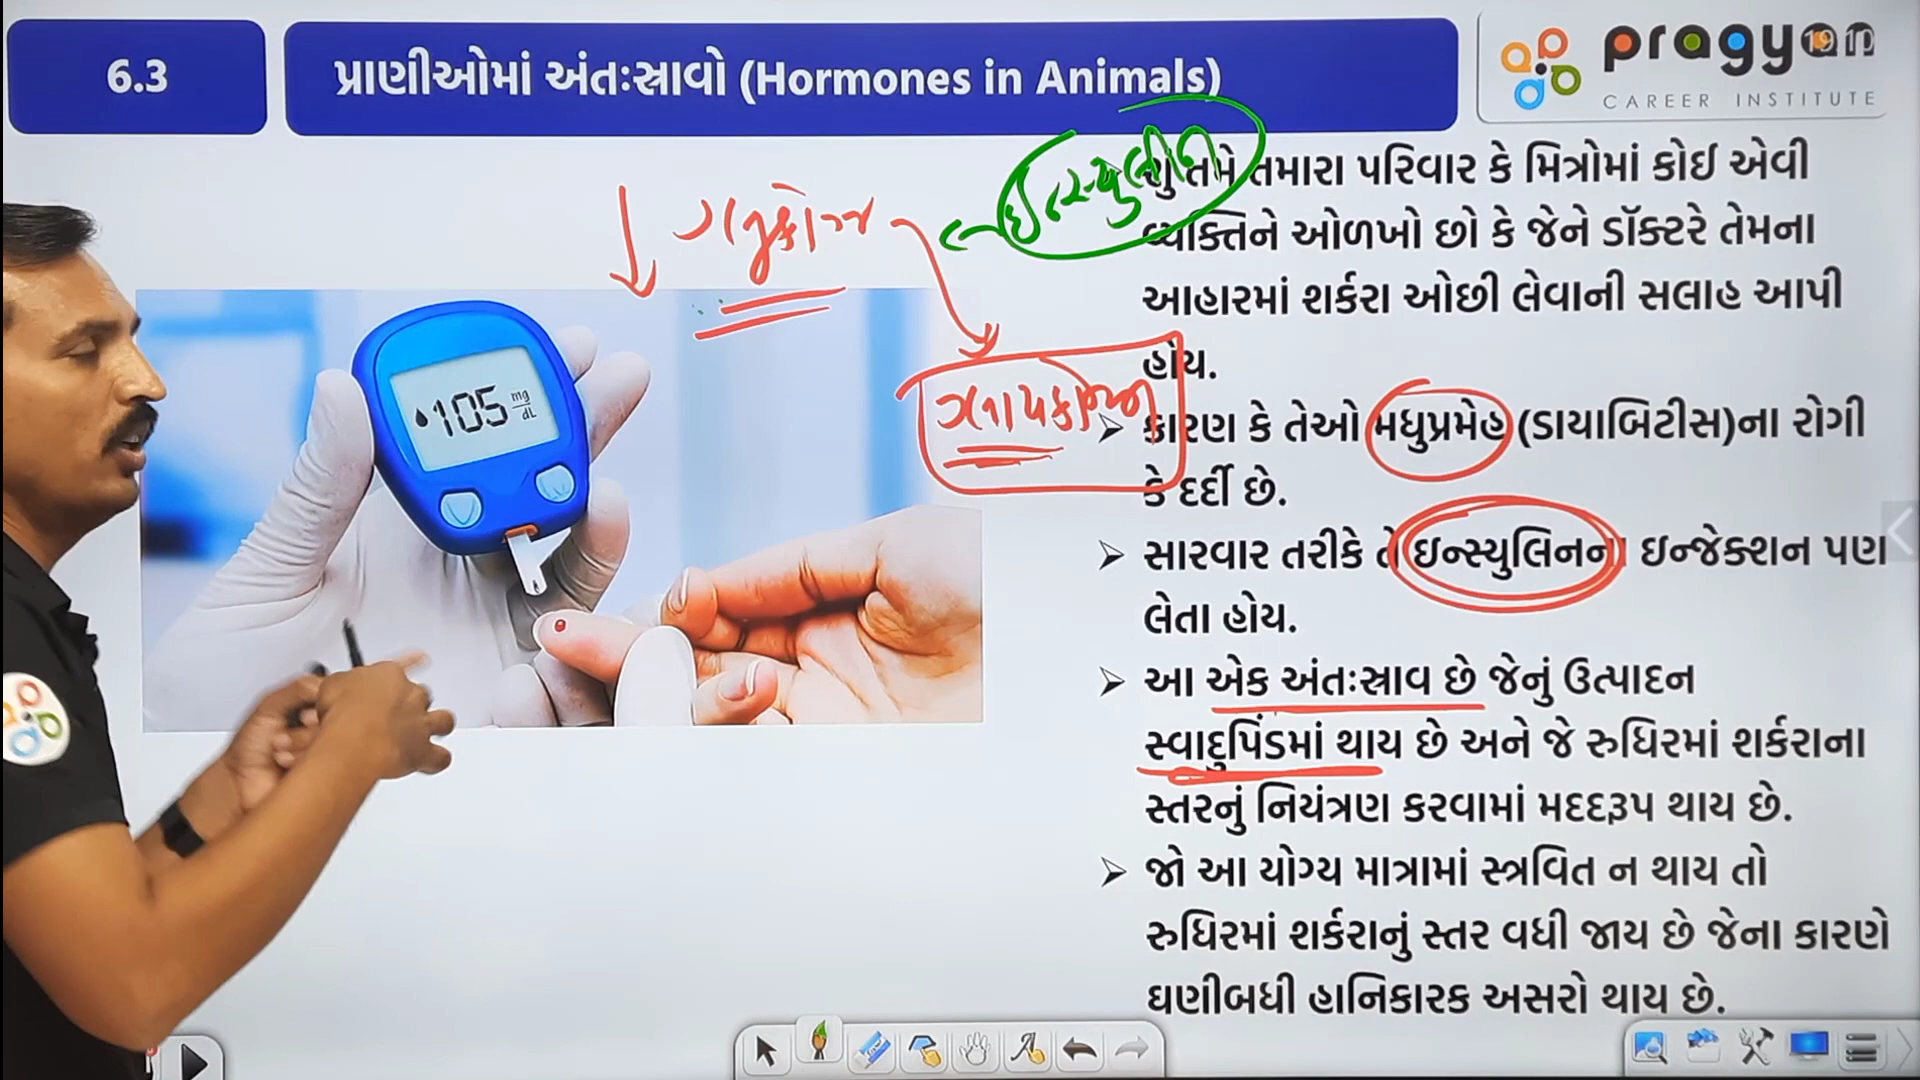 6.3
પ્રાણીઓમાં અંતઃસ્રાવો (Hormones in Animals)
pragyan
19:10
CAREER INSTITUTE
ઇન્સ્યુલીન
ગ્લુકોઝ
શું તમે તમારા પરિવાર કે મિત્રોમાં કોઈ એવી
વ્યક્તિને ઓળખો છો કે જેને ડૉક્ટરે તેમના
આહારમાં શર્કરા ઓછી લેવાની સલાહ આપી
હોય.
105 mg/dL
ગ્લાયકોજન
➤ કારણ કે તેઓ મધુપ્રમેહ (ડાયાબિટીસ)ના રોગી
કે દર્દી છે.
➤ સારવાર તરીકે તે ઇન્સ્યુલિનના ઇન્જેક્શન પણ
લેતા હોય.
➤ આ એક અંતઃસ્રાવ છે જેનું ઉત્પાદન
સ્વાદુપિંડમાં થાય છે અને જે રુધિરમાં શર્કરાના
સ્તરનું નિયંત્રણ કરવામાં મદદરૂપ થાય છે.
➤ જો આ યોગ્ય માત્રામાં સ્ત્રવિત ન થાય તો
રુધિરમાં શર્કરાનું સ્તર વધી જાય છે જેના કારણે
ઘણીબધી હાનિકારક અસરો થાય છે.